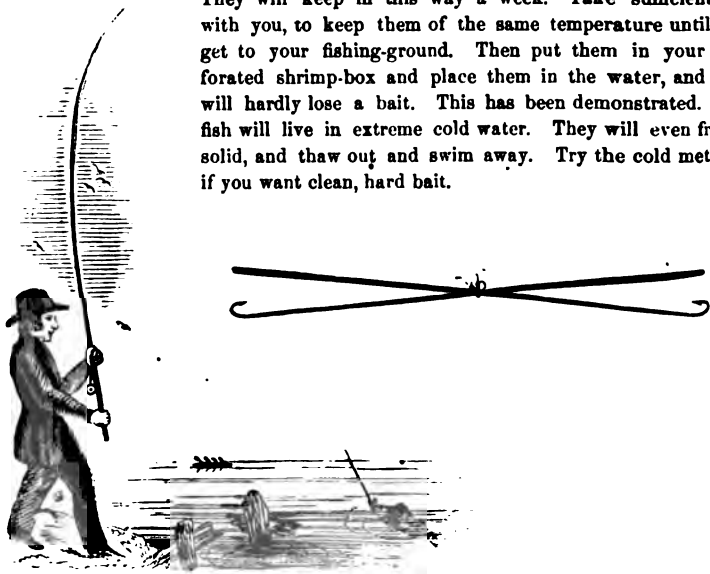 They will keep in this way a week. Take sufficient
with you, to keep them of the same temperature until
get to your fishing-ground. Then put them in your
forated shrimp-box and place them in the water, and
will hardly lose a bait. This has been demonstrated.
fish will live in extreme cold water. They will even fr
solid, and thaw out and swim away. Try the cold met
if you want clean, hard bait.